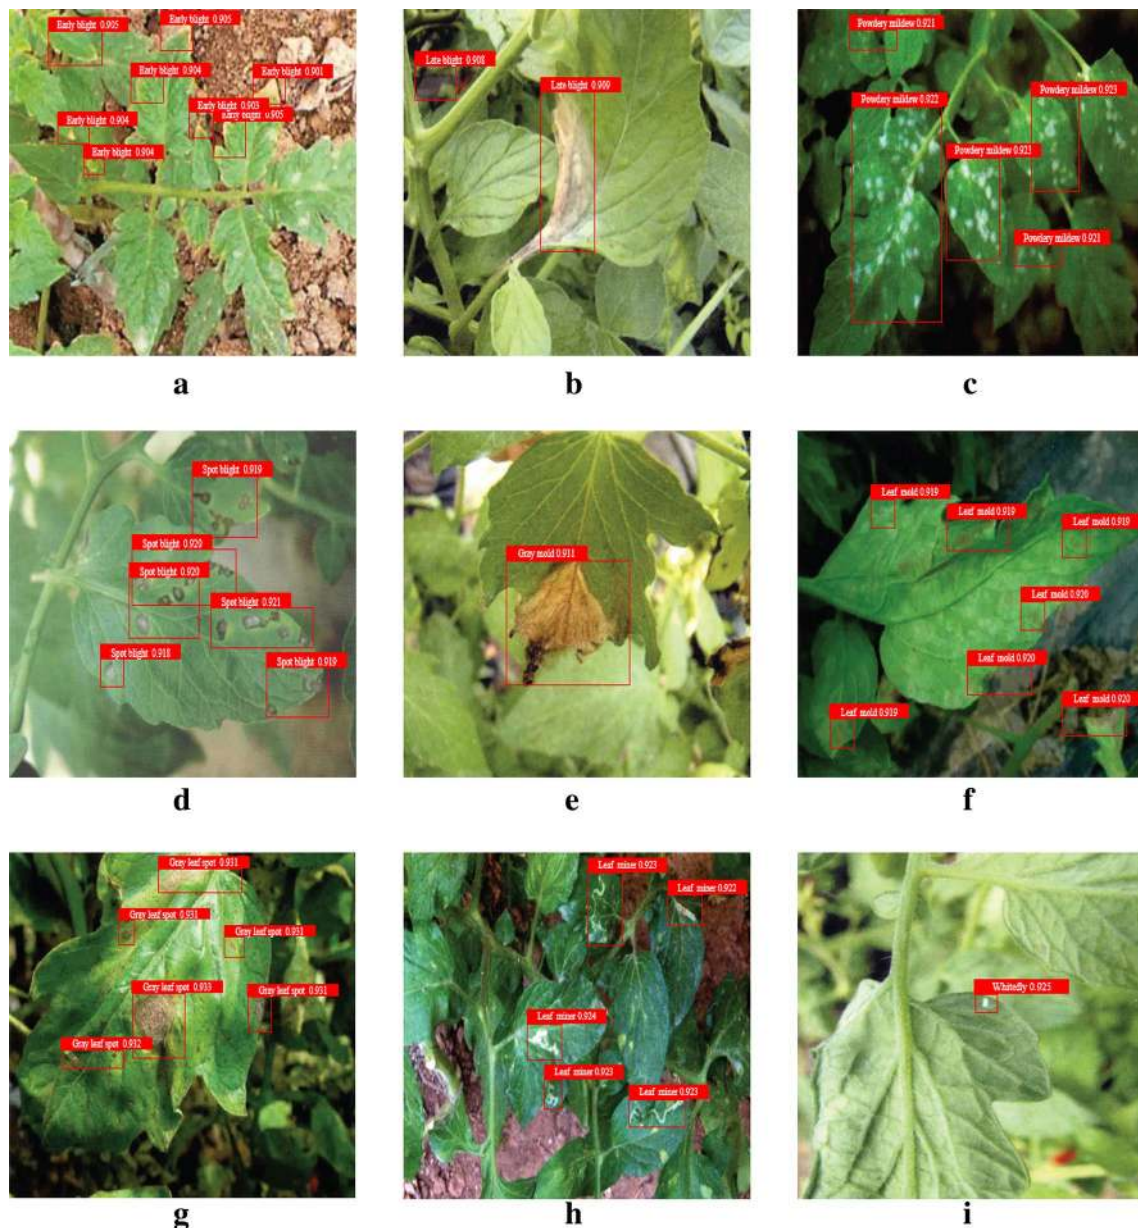 Early blight 0.905
Early blight 0.905
Early blight 0.904
Early blight 0.901
Early blight 0.903
Early blight 0.905
Early blight 0.904
Early blight 0.904
a
Late blight 0.908
Late blight 0.909
b
Powdery mildew 0.921
Powdery mildew 0.922
Powdery mildew 0.923
Powdery mildew 0.923
Powdery mildew 0.921
c
Spot blight 0.919
Spot blight 0.920
Spot blight 0.920
Spot blight 0.921
Spot blight 0.918
Spot blight 0.919
d
Gray mold 0.931
e
Leaf mold 0.919
Leaf mold 0.919
Leaf mold 0.919
Leaf mold 0.920
Leaf mold 0.920
Leaf mold 0.919
Leaf mold 0.920
f
Gray leaf spot 0.931
Gray leaf spot 0.931
Gray leaf spot 0.931
Gray leaf spot 0.933
Gray leaf spot 0.931
Gray leaf spot 0.932
g
Leaf miner 0.923
Leaf miner 0.922
Leaf miner 0.924
Leaf miner 0.923
Leaf miner 0.923
h
Whitefly 0.925
i